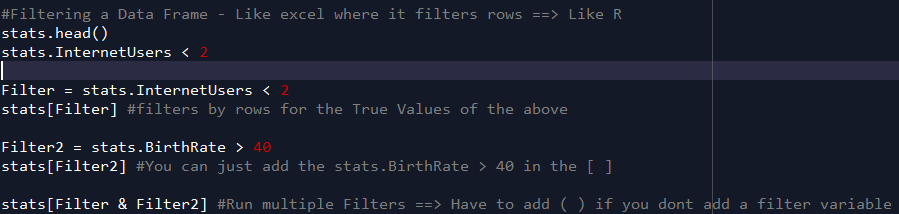 #Filtering a Data Frame - Like excel where it filters rows ==> Like R
stats.head()
stats.InternetUsers < 2
Filter = stats.InternetUsers < 2
stats[Filter] #filters by rows for the True Values of the above
Filter2 = stats.BirthRate > 40
stats[Filter2] #You can just add the stats.BirthRate > 40 in the [ ]
stats[Filter & Filter2] #Run multiple Filters ==> Have to add ( ) if you dont add a filter variable